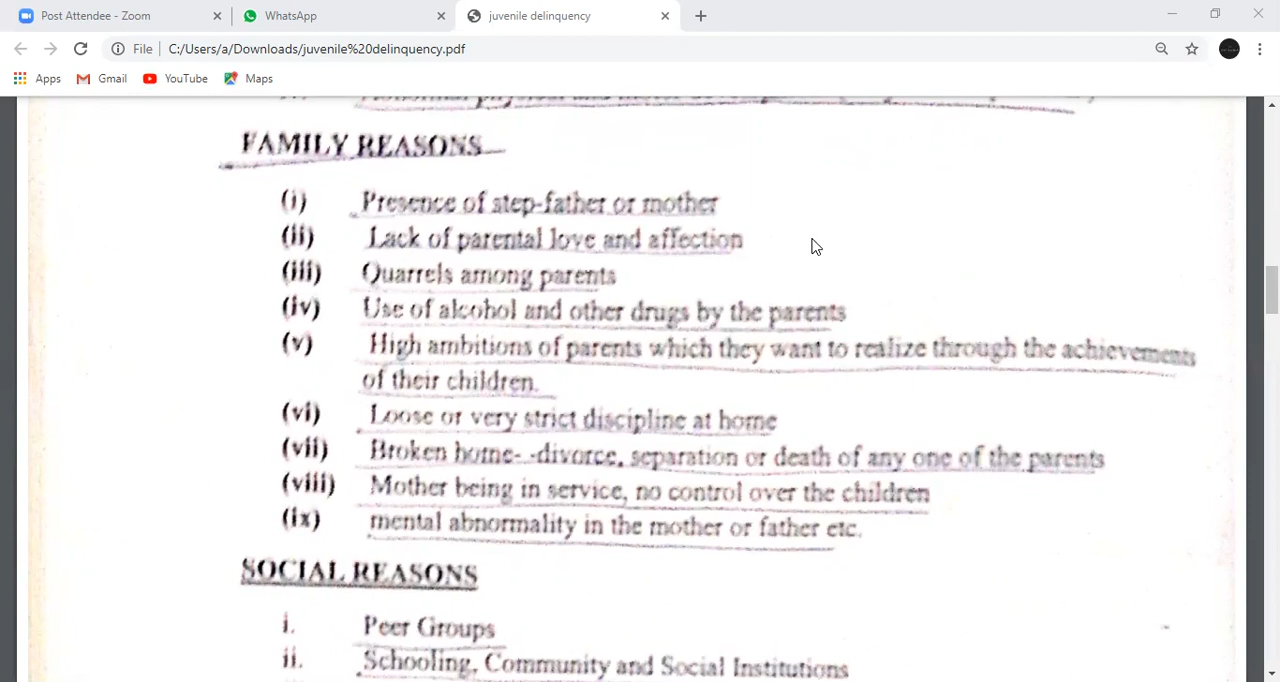 Post Attendee - Zoom
WhatsApp
juvenile delinquency
File
C:/Users/a/Downloads/juvenile%20delinquency.pdf
Apps
Gmail
YouTube
Maps
FAMILY REASONS
(i) Presence of step-father or mother
(ii) Lack of parental love and affection
(iii) Quarrels among parents
(iv) Use of alcohol and other drugs by the parents
(v) High ambitions of parents which they want to realize through the achievements
of their children.
(vi) Loose or very strict discipline at home
(vii) Broken home- -divorce, separation or death of any one of the parents
(viii) Mother being in service, no control over the children
(ix) mental abnormality in the mother or father etc.
SOCIAL REASONS
i. Peer Groups
ii. Schooling, Community and Social Institutions